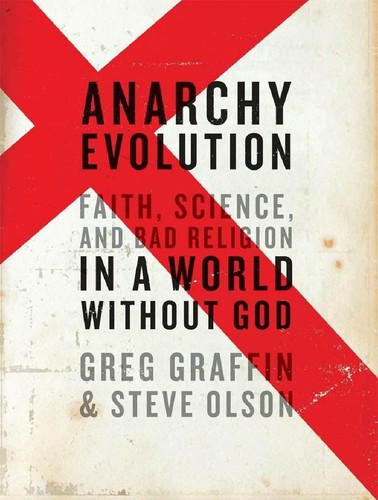 ANARCHY
EVOLUTION
FAITH, SCIENCE,
AND BAD RELIGION
IN A WORLD
WITHOUT GOD
GREG GRAFFIN
& STEVE OLSON